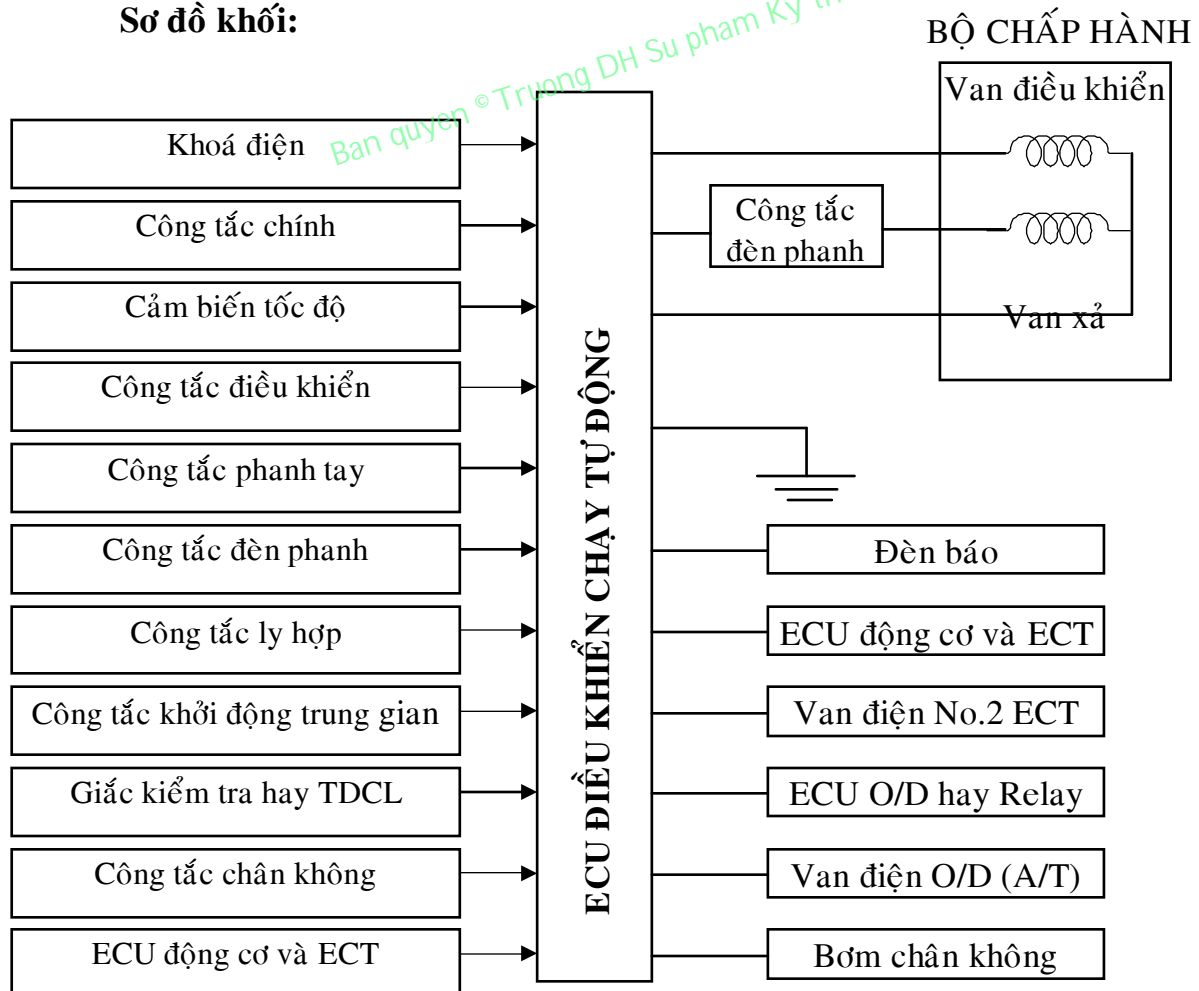 Sơ đồ khối:
Ban quyen © Truong DH Su pham Ky
BỘ CHẤP HÀNH
Van điều khiển
Khoá điện
Công tắc chính
Công tắc
đèn phanh
Cảm biến tốc độ
Van xả
Công tắc điều khiển
Công tắc phanh tay
Công tắc đèn phanh
Công tắc ly hợp
Công tắc khởi động trung gian
Giắc kiểm tra hay TDCL
Công tắc chân không
ECU động cơ và ECT
ECU ĐIỀU KHIỂN CHẠY TỰ ĐỘNG
Đèn báo
ECU động cơ và ECT
Van điện No.2 ECT
ECU O/D hay Relay
Van điện O/D (A/T)
Bơm chân không